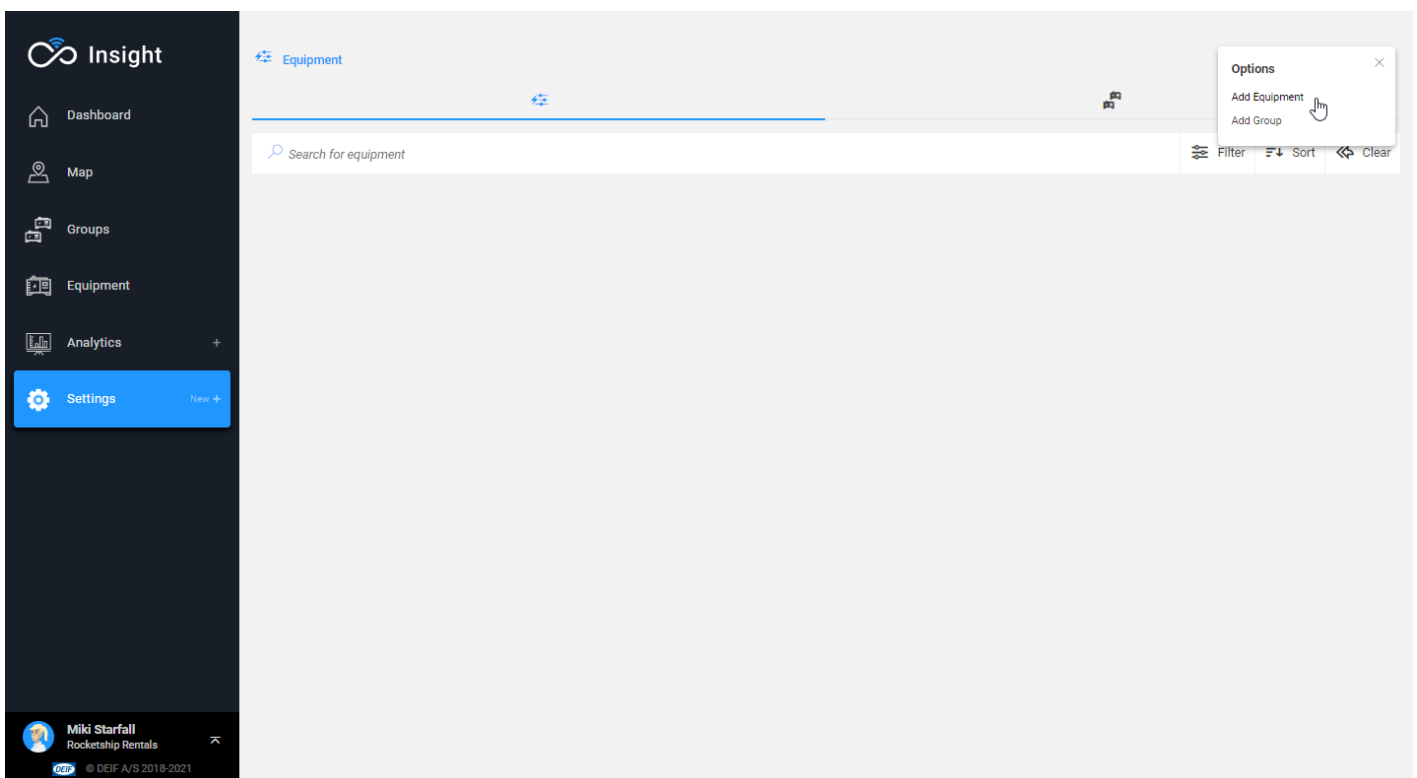 Insight
Dashboard
Map
Groups
Equipment
Analytics +
Settings New +
Miki Starfall
Rocketship Rentals
DEIF © DEIF A/S 2018-2021
Equipment
Search for equipment
Filter Sort Clear
Options
Add Equipment
Add Group